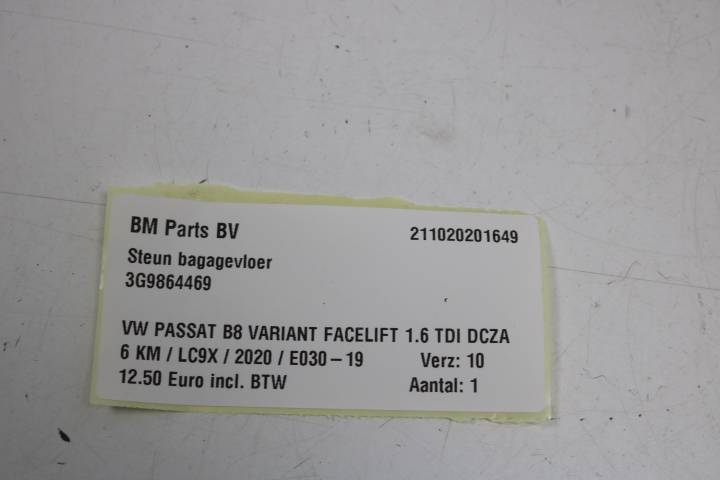 BM Parts BV 211020201649
Steun bagagevloer
3G9864469
VW PASSAT B8 VARIANT FACELIFT 1.6 TDI DCZA
6 KM / LC9X / 2020 / E030-19 Verz: 10
12.50 Euro incl. BTW Aantal: 1